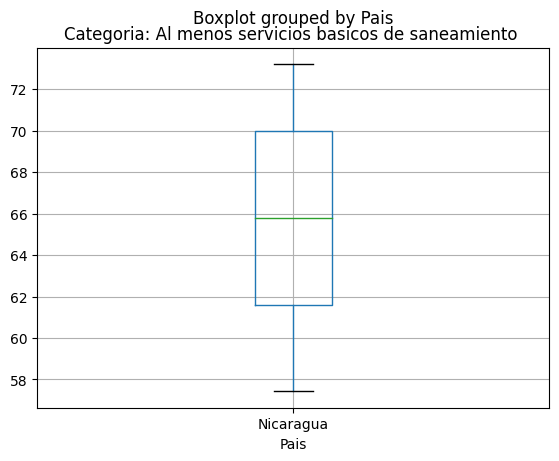 Boxplot grouped by Pais
Categoria: Al menos servicios basicos de saneamiento
72
70
68
66
64
62
60
58
Nicaragua
Pais